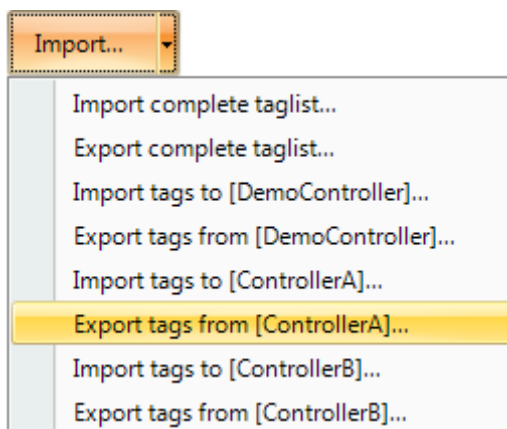 Import...
Import complete taglist...
Export complete taglist...
Import tags to [DemoController]...
Export tags from [DemoController]...
Import tags to [ControllerA]...
Export tags from [ControllerA]...
Import tags to [ControllerB]...
Export tags from [ControllerB]...